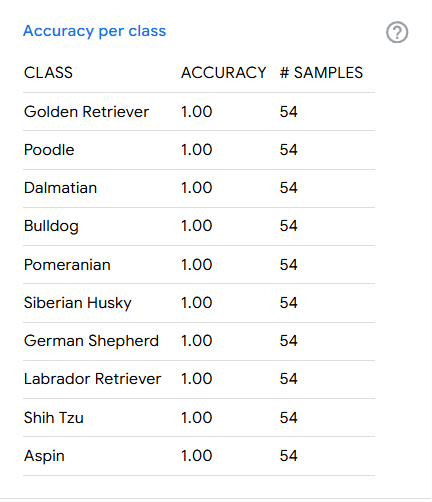 Accuracy per class ?
CLASS ACCURACY # SAMPLES
Golden Retriever 1.00 54
Poodle 1.00 54
Dalmatian 1.00 54
Bulldog 1.00 54
Pomeranian 1.00 54
Siberian Husky 1.00 54
German Shepherd 1.00 54
Labrador Retriever 1.00 54
Shih Tzu 1.00 54
Aspin 1.00 54